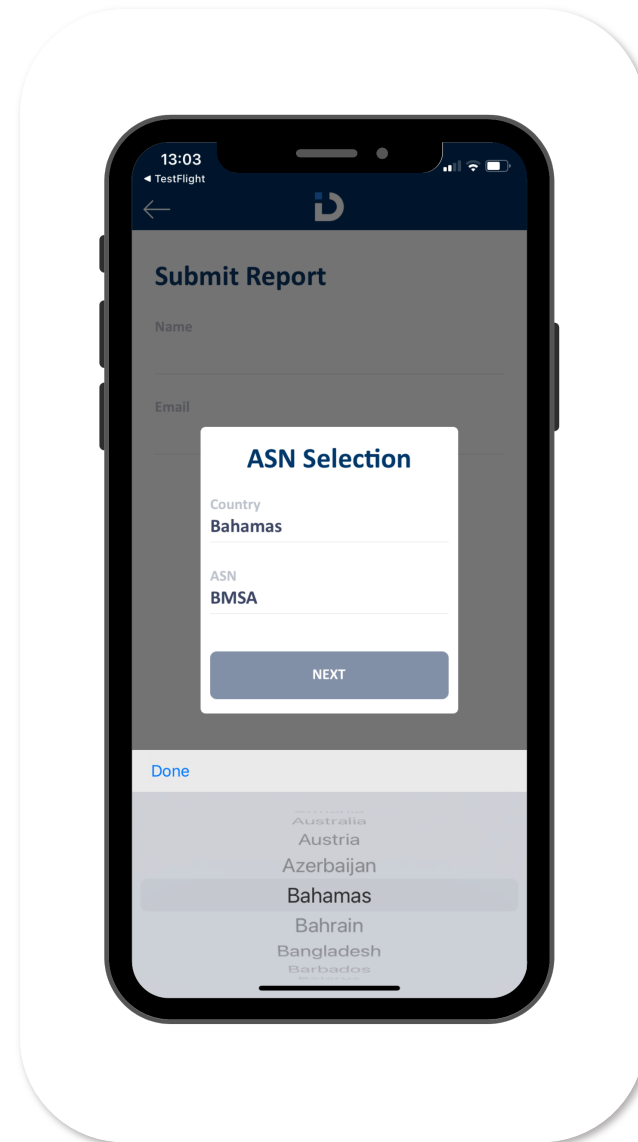 13:03
◄ TestFlight
Submit Report
Name
Email
ASN Selection
Country
Bahamas
ASN
BMSA
NEXT
Done
Australia
Austria
Azerbaijan
Bahamas
Bahrain
Bangladesh
Barbados